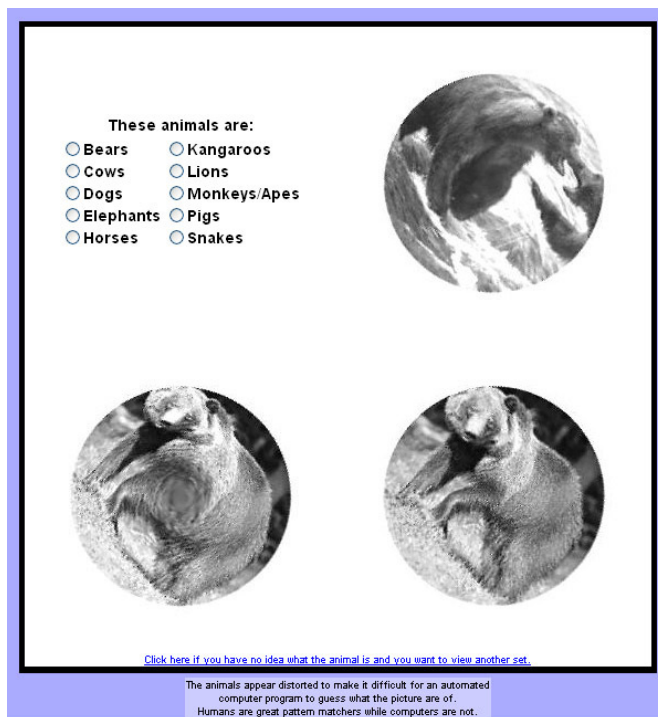 These animals are:
Bears Kangaroos
Cows Lions
Dogs Monkeys/Apes
Elephants Pigs
Horses Snakes
Click here if you have no idea what the animal is and you want to view another set.
The animals appear distorted to make it difficult for an automated
computer program to guess what the picture are of.
Humans are great pattern matchers while computers are not.